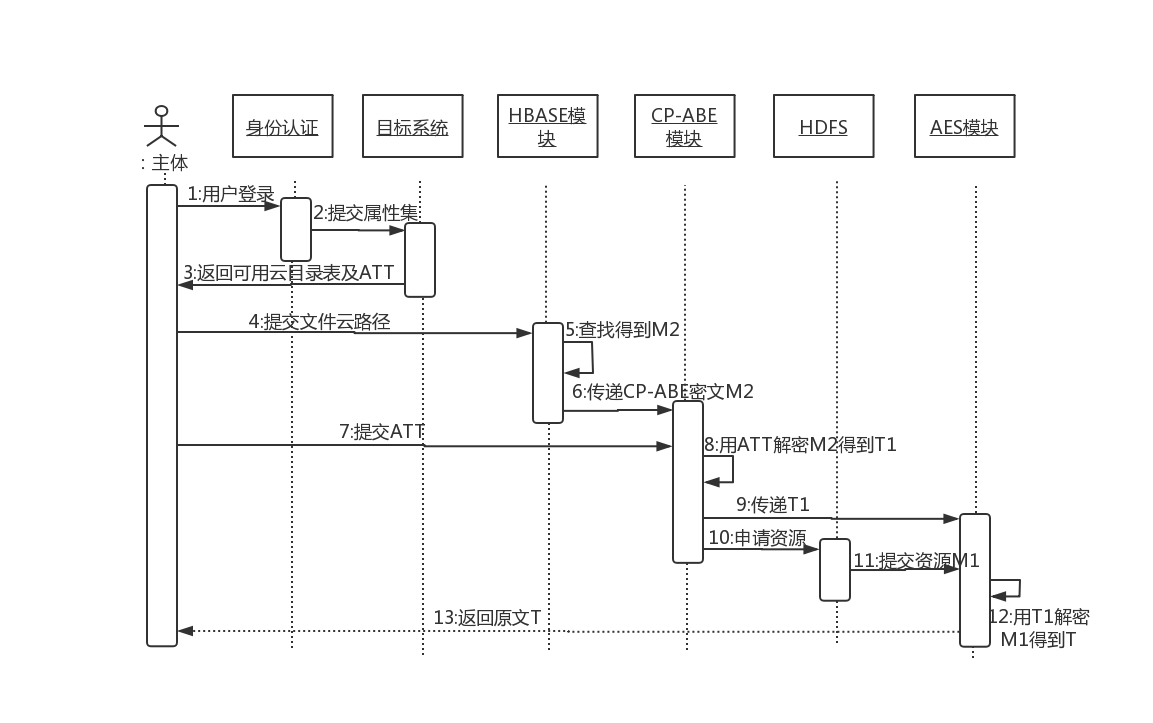 : 主体
身份认证
目标系统
HBASE模
块
CP-ABE
模块
HDFS
AES模块
1:用户登录
2:提交属性集
3:返回可用云目录表及ATT
4:提交文件云路径
5:查找得到M2
6:传递CP-ABE密文M2
7:提交ATT
8:用ATT解密M2得到T1
9:传递T1
10:申请资源
11:提交资源M1
12:用T1解密
M1得到T
13:返回原文T